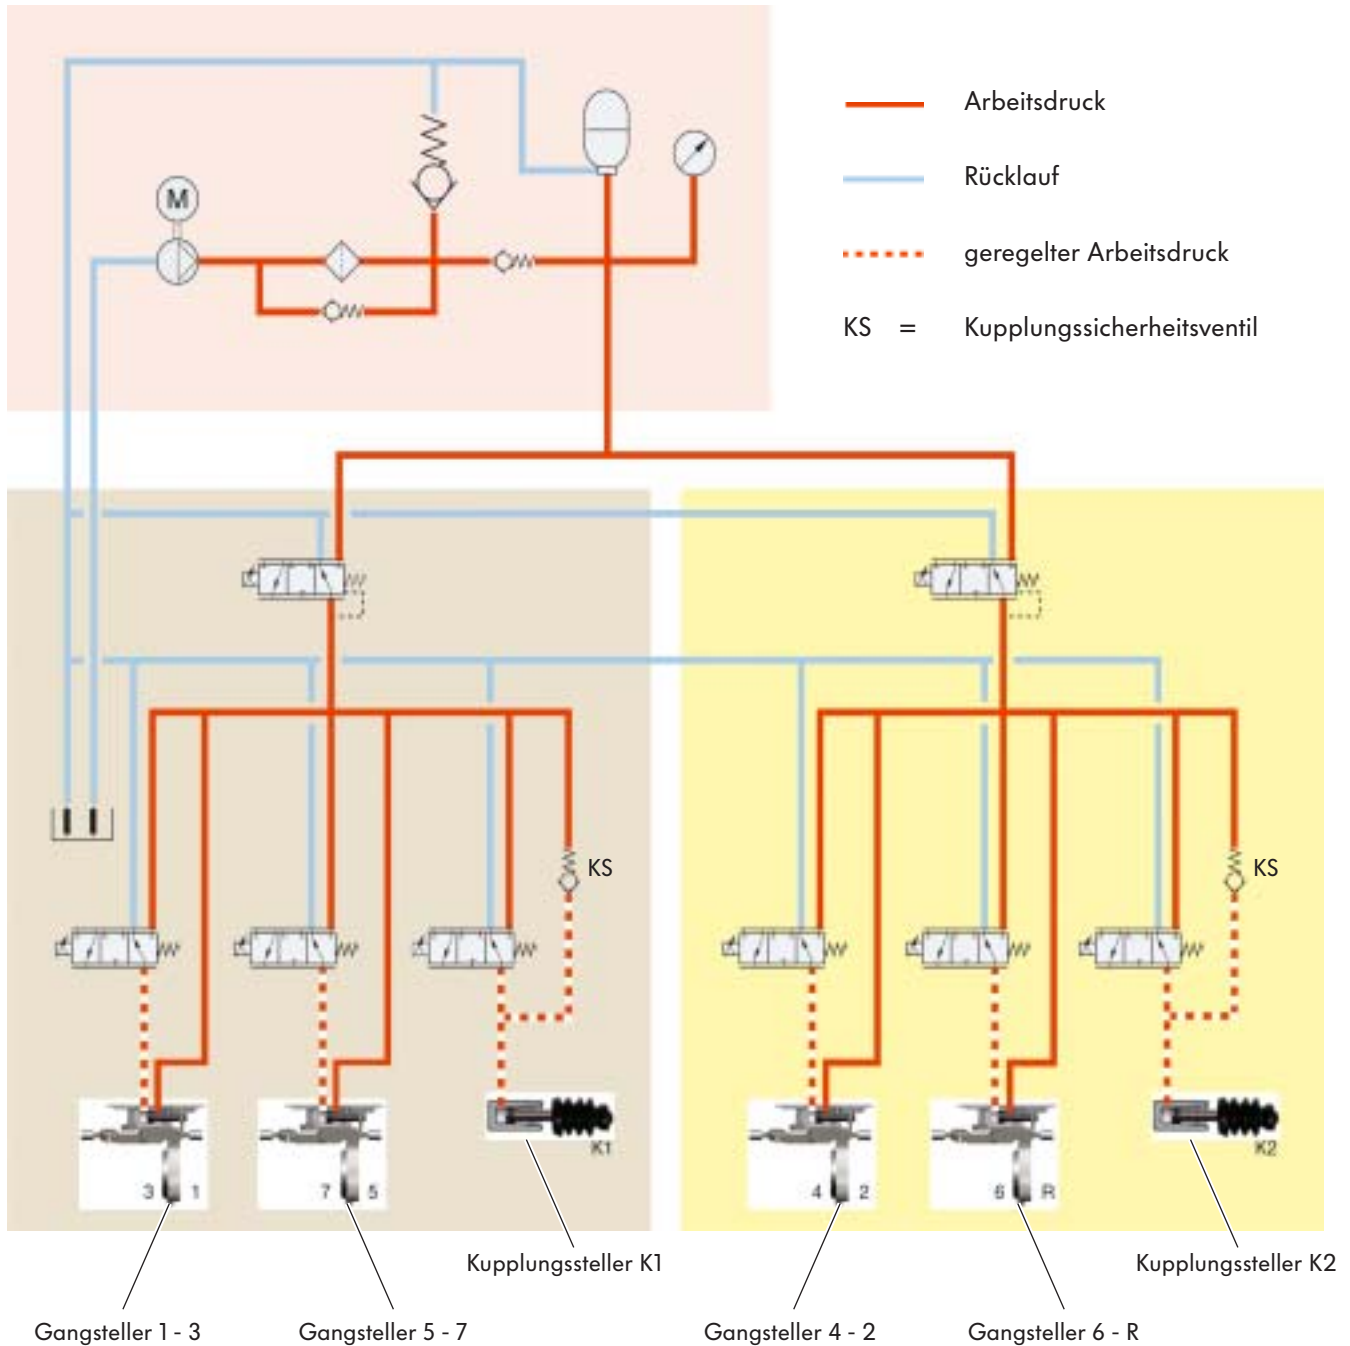 Arbeitsdruck
Rücklauf
geregelter Arbeitsdruck
KS = Kupplungssicherheitsventil
M
KS
KS
3 1
7 5
K1
4 2
6 R
K2
Kupplungssteller K1
Kupplungssteller K2
Gangsteller 1 - 3
Gangsteller 5 - 7
Gangsteller 4 - 2
Gangsteller 6 - R